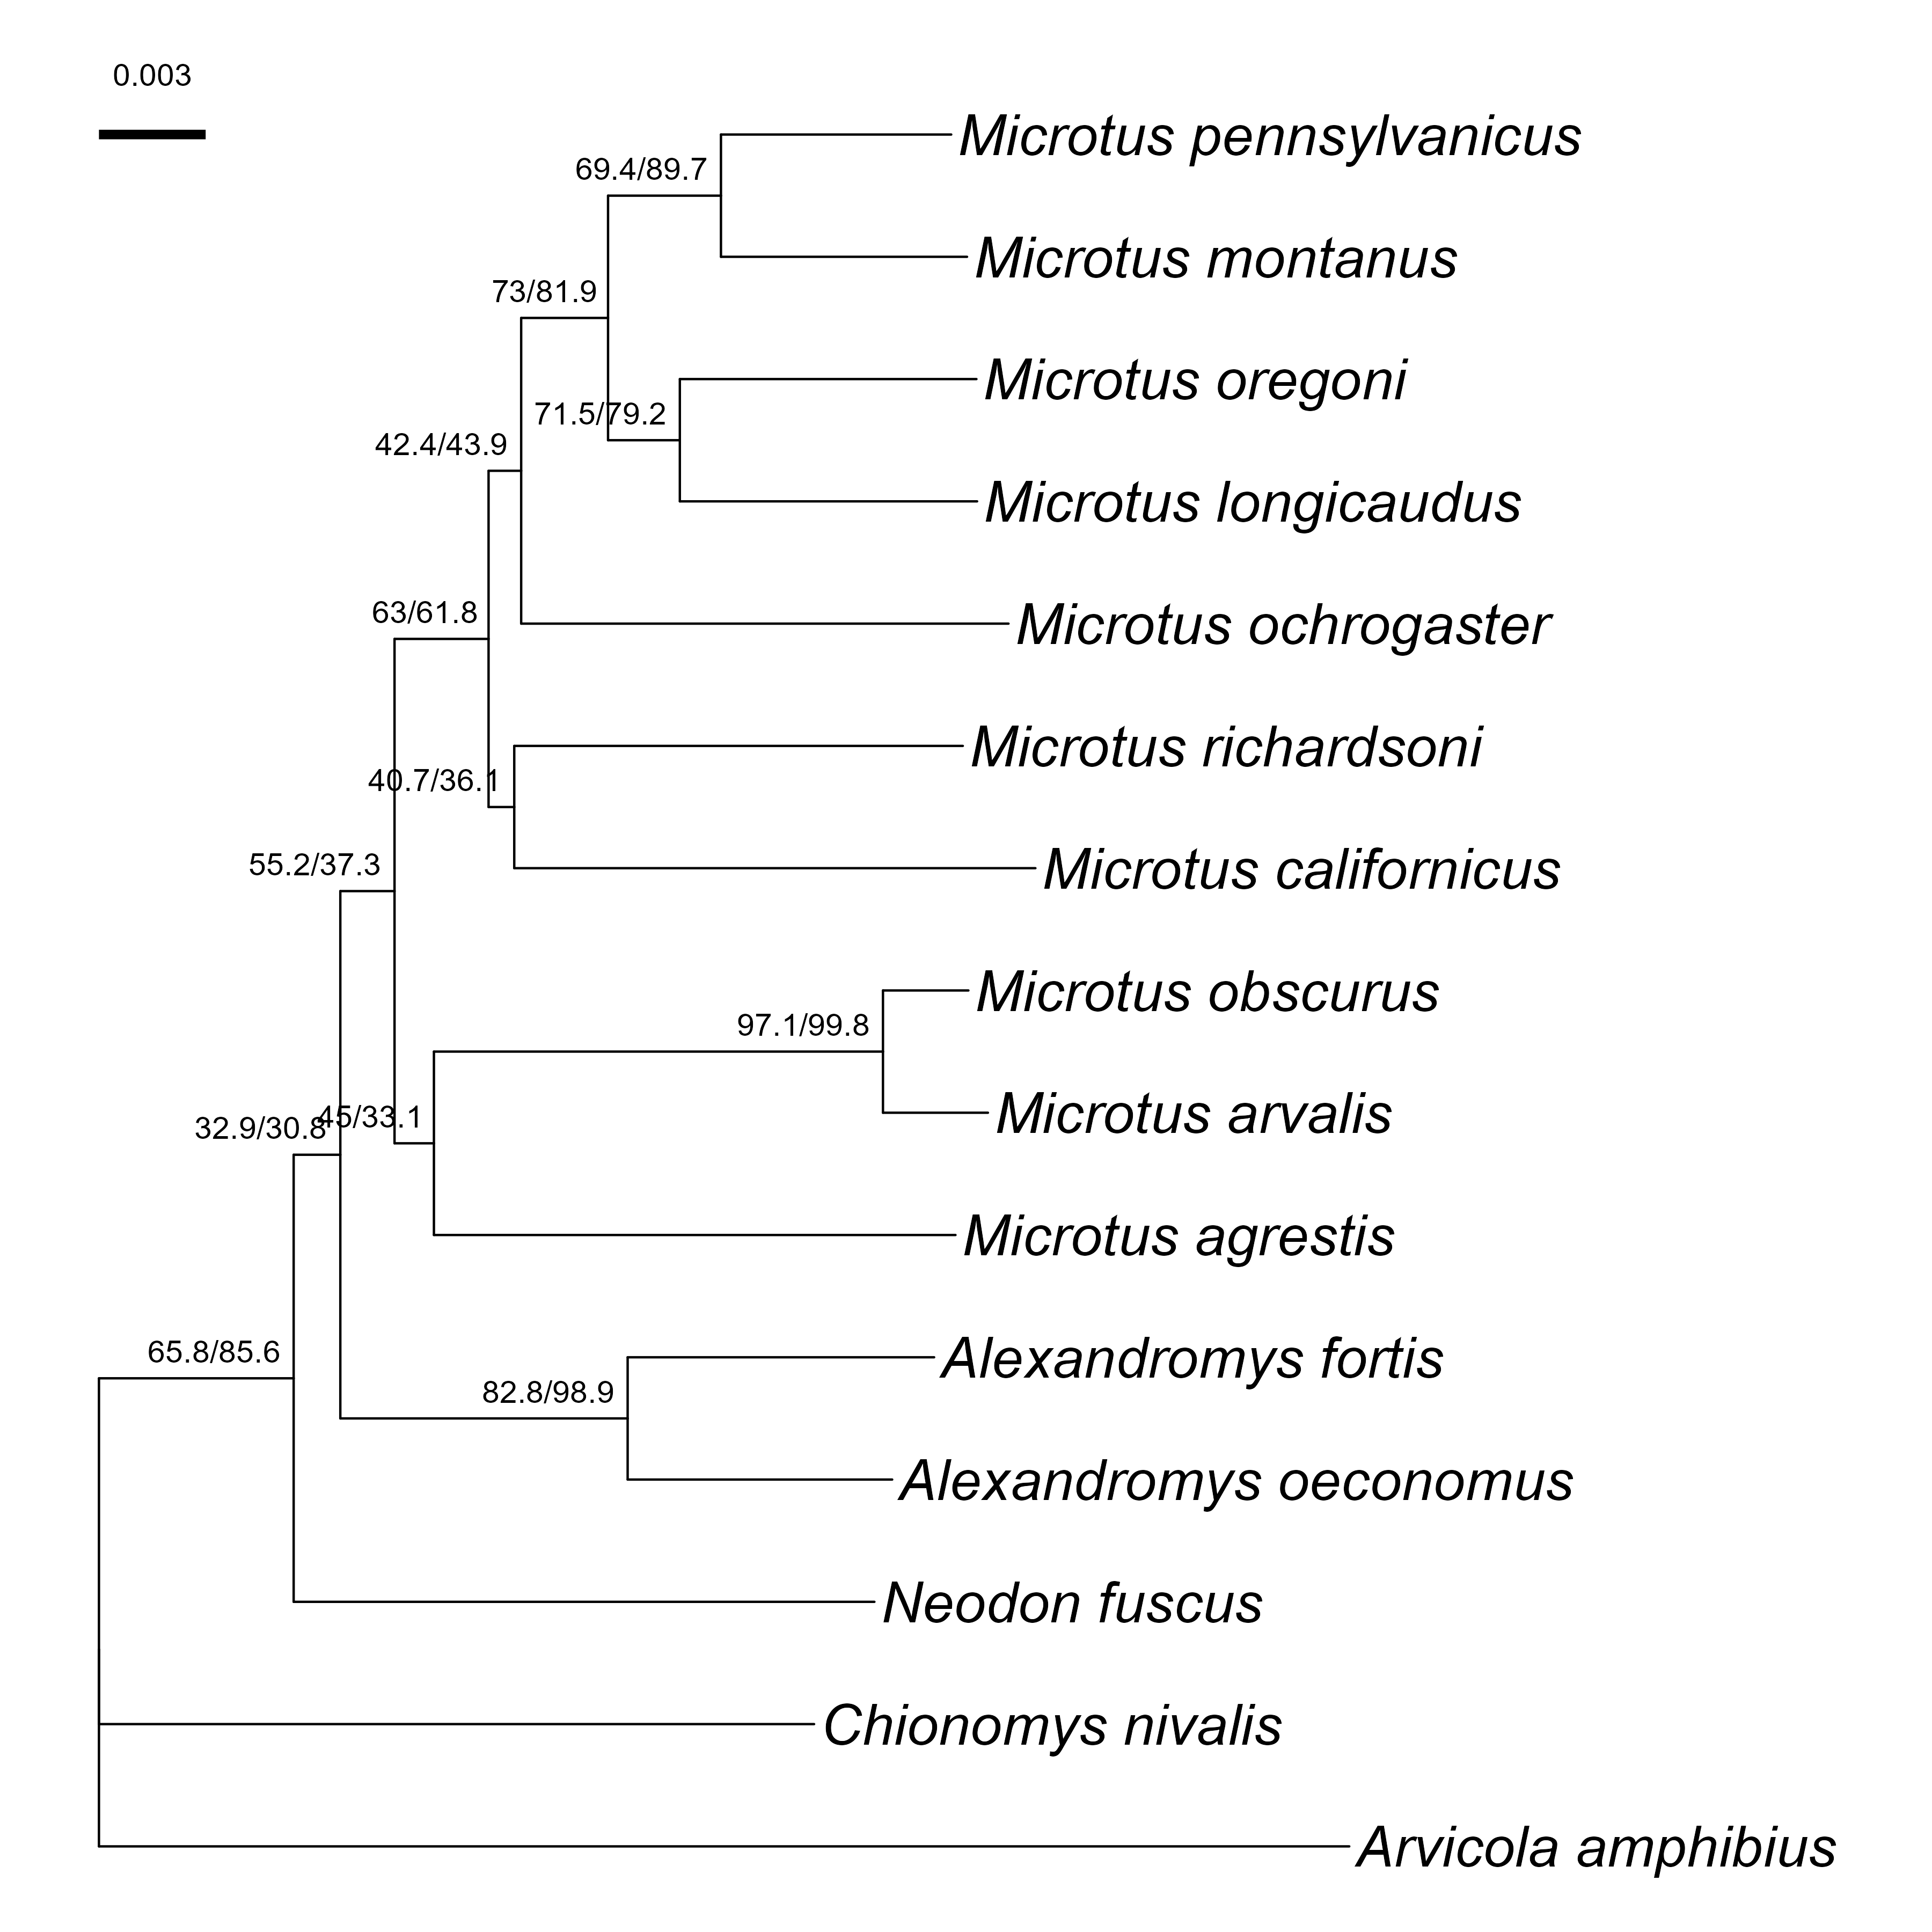 0.003
Microtus pennsylvanicus
69.4/89.7
Microtus montanus
73/81.9
Microtus oregoni
71.5/79.2
42.4/43.9
Microtus longicaudus
63/61.8
Microtus ochrogaster
Microtus richardsoni
40.7/36.1
55.2/37.3
Microtus californicus
Microtus obscurus
97.1/99.8
Microtus arvalis
45/33.1
32.9/30.8
Microtus agrestis
65.8/85.6
Alexandromys fortis
82.8/98.9
Alexandromys oeconomus
Neodon fuscus
Chionomys nivalis
Arvicola amphibius